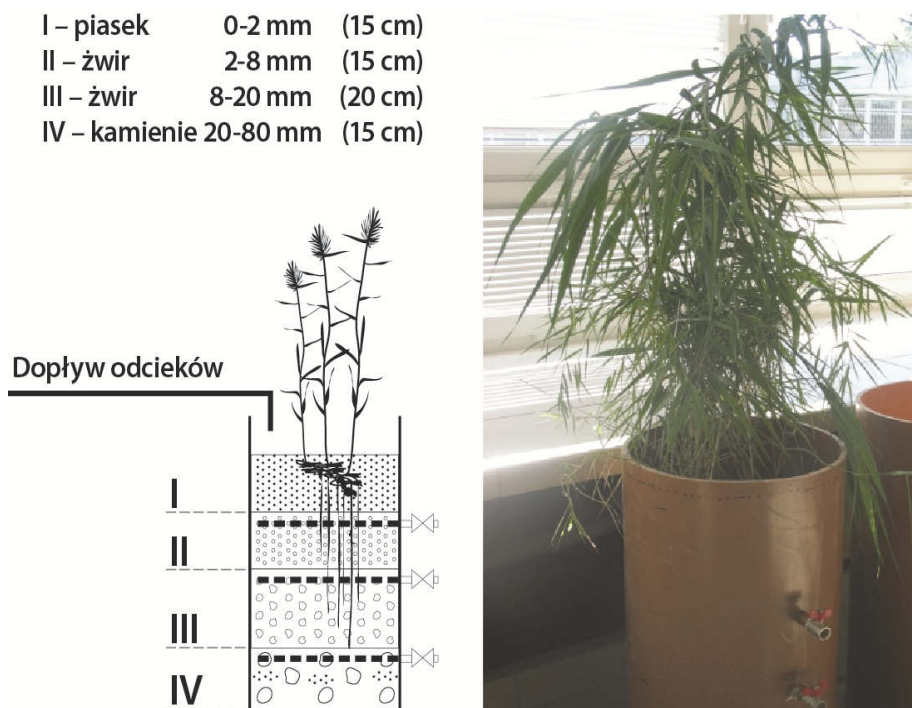 I – piasek 0-2 mm (15 cm)
II – żwir 2-8 mm (15 cm)
III – żwir 8-20 mm (20 cm)
IV – kamienie 20-80 mm (15 cm)
Dopływ odcieków
I
II
III
IV